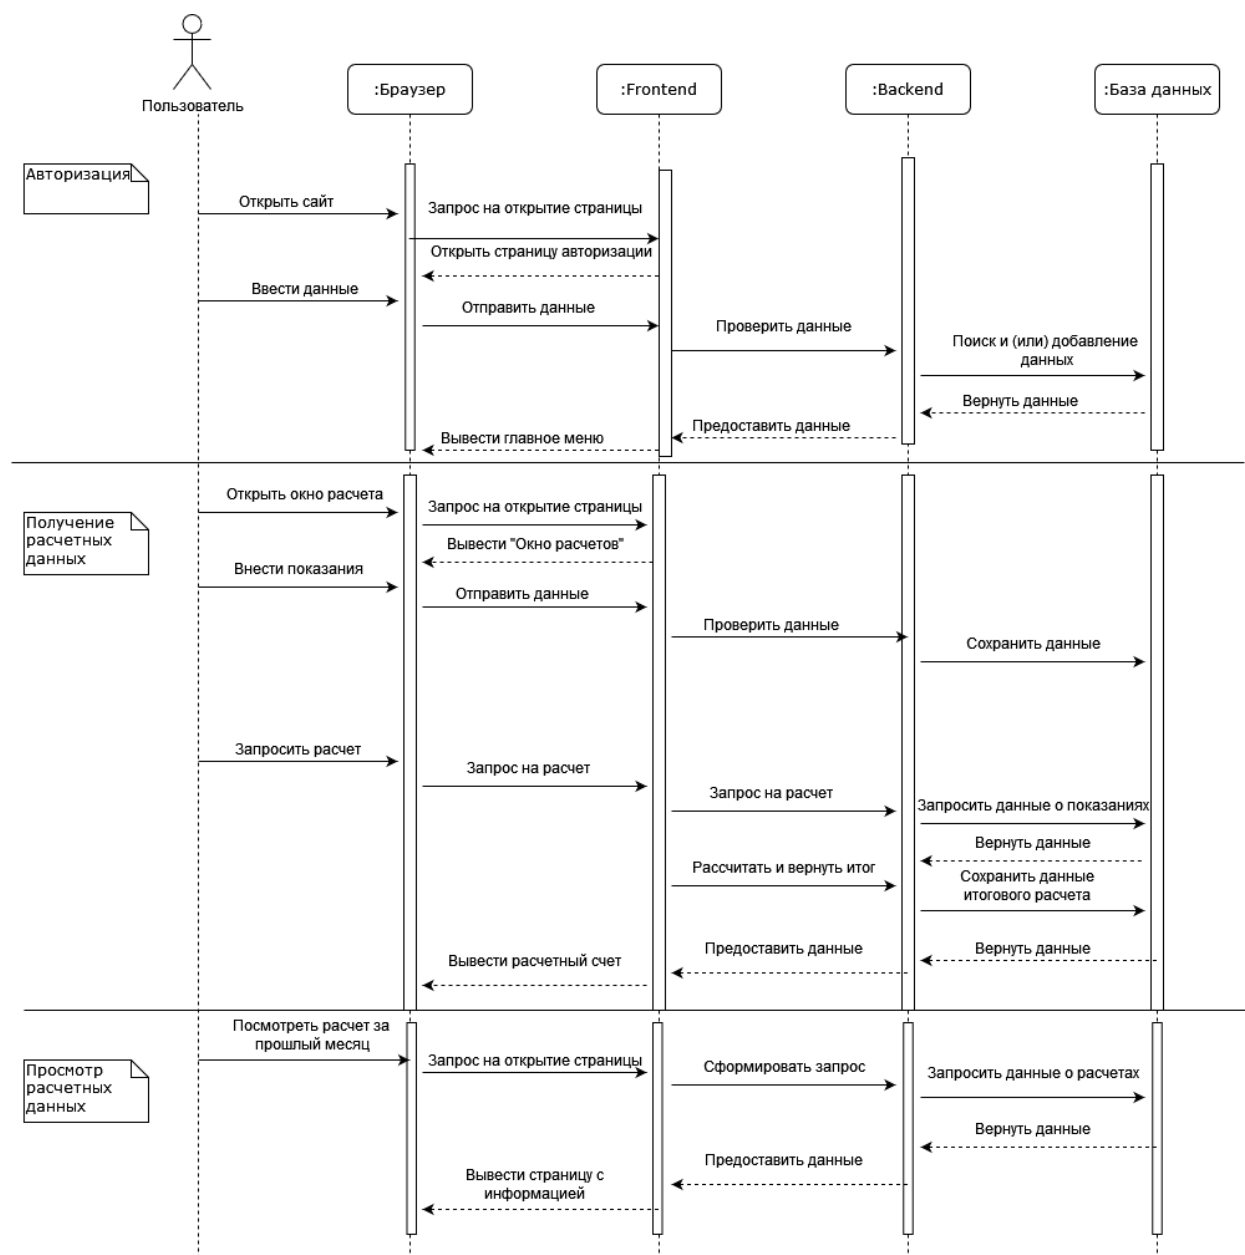 Пользователь
:Браузер
:Frontend
:Backend
:База данных
Авторизация
Открыть сайт
Запрос на открытие страницы
Открыть страницу авторизации
Ввести данные
Отправить данные
Проверить данные
Поиск и (или) добавление
данных
Вернуть данные
Предоставить данные
Вывести главное меню
Получение
расчетных
данных
Открыть окно расчета
Запрос на открытие страницы
Вывести "Окно расчетов"
Внести показания
Отправить данные
Проверить данные
Сохранить данные
Запросить расчет
Запрос на расчет
Запрос на расчет
Запросить данные о показаниях
Вернуть данные
Рассчитать и вернуть итог
Сохранить данные
итогового расчета
Вернуть данные
Предоставить данные
Вывести расчетный счет
Просмотр
расчетных
данных
Посмотреть расчет за
прошлый месяц
Запрос на открытие страницы
Сформировать запрос
Запросить данные о расчетах
Вернуть данные
Предоставить данные
Вывести страницу с
информацией